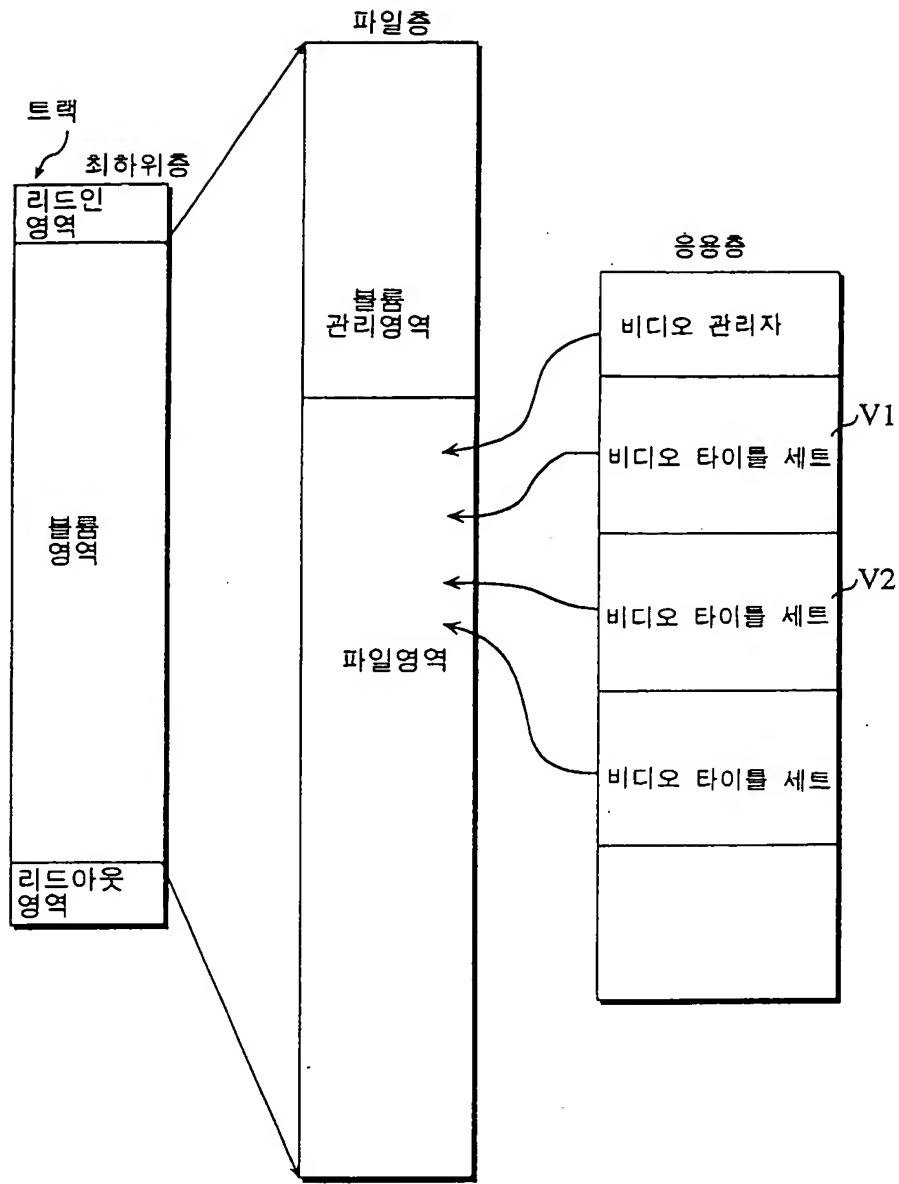 파일층
트랙
최하위층
리드인
영역
볼륨
영역
리드아웃
영역
볼륨
관리영역
파일영역
응용층
비디오 관리자
비디오 타이틀 세트
V1
비디오 타이틀 세트
V2
비디오 타이틀 세트